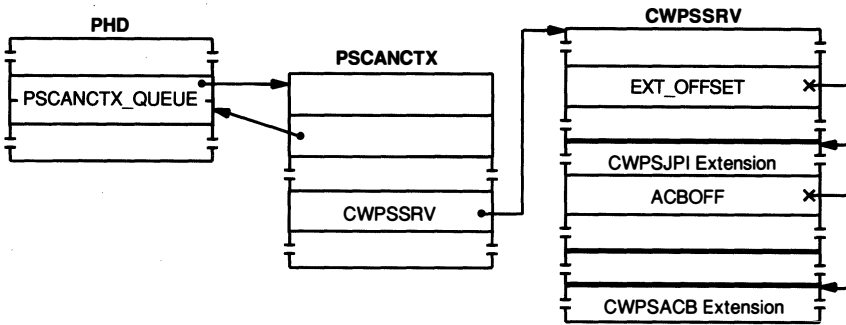 PHD
PSCANCTX_QUEUE
PSCANCTX
CWPSSRV
CWPSSRV
EXT_OFFSET
CWPSJPI Extension
ACBOFF
CWPSACB Extension